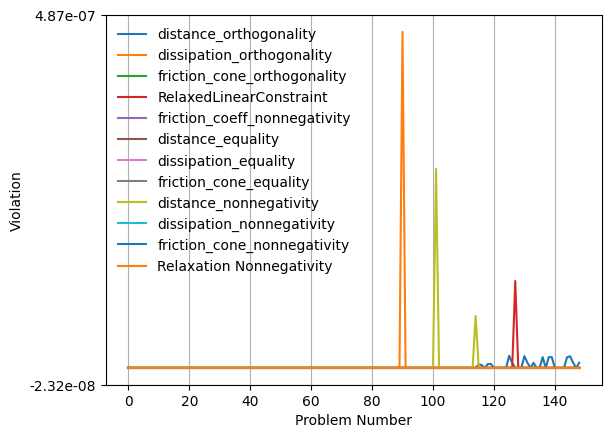 4.87e-07
distance_orthogonality
dissipation_orthogonality
friction_cone_orthogonality
RelaxedLinearConstraint
friction_coeff_nonnegativity
distance_equality
dissipation_equality
friction_cone_equality
distance_nonnegativity
dissipation_nonnegativity
friction_cone_nonnegativity
Relaxation Nonnegativity
Violation
-2.32e-08
0 20 40 60 80 100 120 140
Problem Number